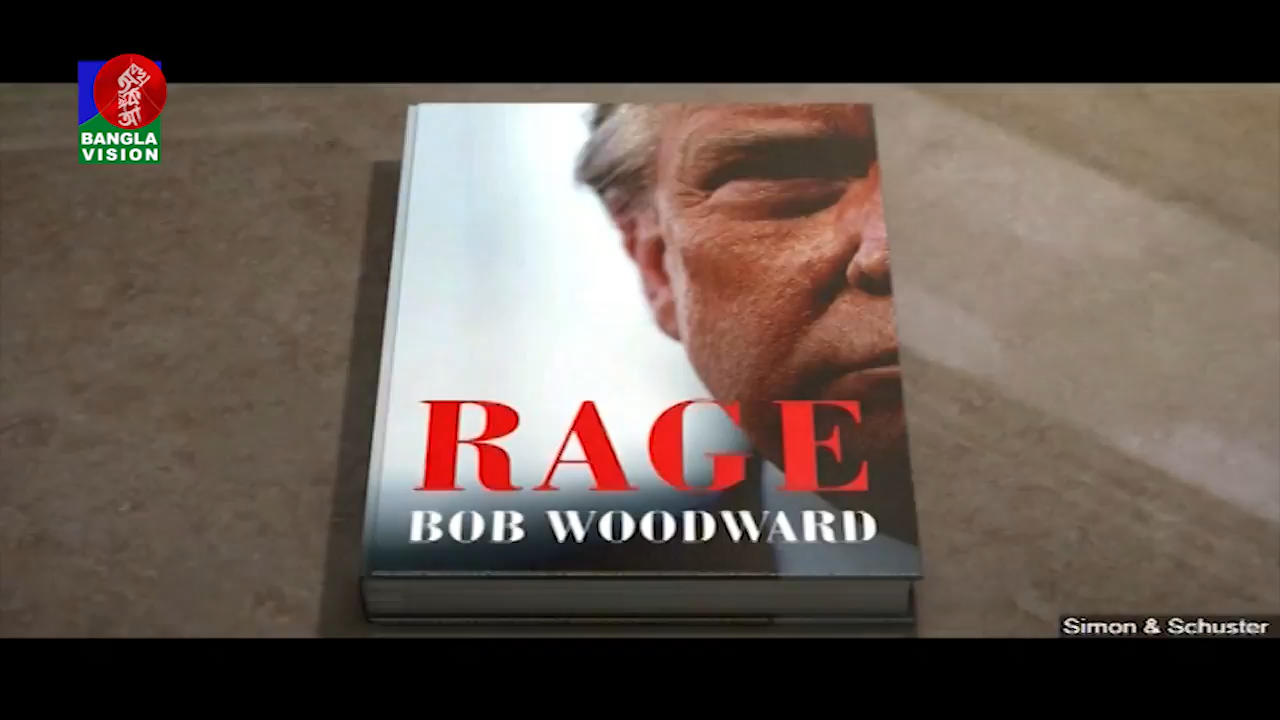 BANGLA
VISION
RAGE
BOB WOODWARD
Simon & Schuster